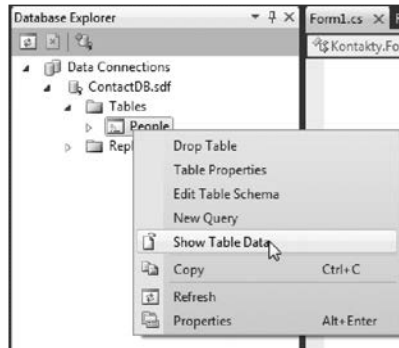 Database Explorer
Form1.cs
Kontakty.Fo
Data Connections
ContactDB.sdf
Tables
People
Repl
Drop Table
Table Properties
Edit Table Schema
New Query
Show Table Data
Copy Ctrl+C
Refresh
Properties Alt+Enter